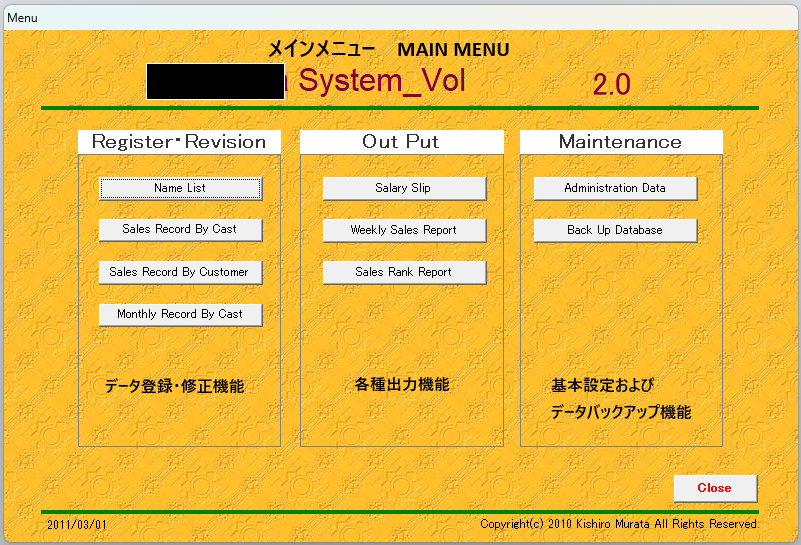 Menu
メインメニュー MAIN MENU
System_Vol 2.0
Register･Revision
Name List
Sales Record By Cast
Sales Record By Customer
Monthly Record By Cast
データ登録･修正機能
Out Put
Salary Slip
Weekly Sales Report
Sales Rank Report
各種出力機能
Maintenance
Administration Data
Back Up Database
基本設定および
データバックアップ機能
Close
2011/03/01
Copyright(c) 2010 Kishiro Murata All Rights Reserved.